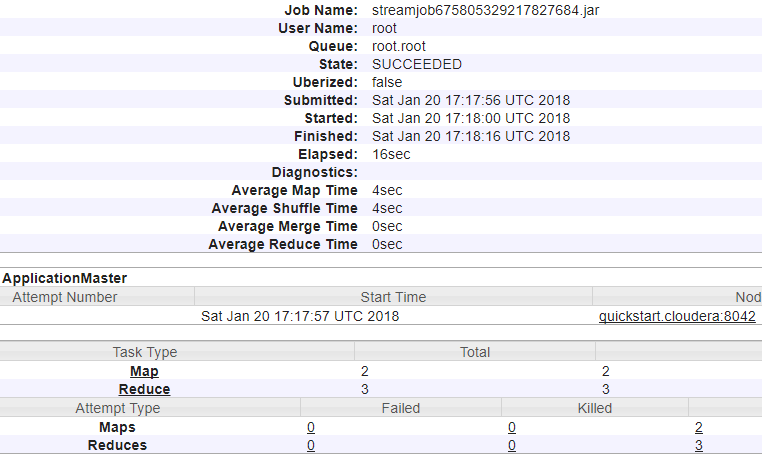 Job Name: streamjob675805329217827684.jar
User Name: root
Queue: root.root
State: SUCCEEDED
Uberized: false
Submitted: Sat Jan 20 17:17:56 UTC 2018
Started: Sat Jan 20 17:18:00 UTC 2018
Finished: Sat Jan 20 17:18:16 UTC 2018
Elapsed: 16sec
Diagnostics:
Average Map Time 4sec
Average Shuffle Time 4sec
Average Merge Time 0sec
Average Reduce Time 0sec
ApplicationMaster
Attempt Number Start Time Nod
Sat Jan 20 17:17:57 UTC 2018 quickstart.cloudera:8042
Task Type Total
Map 2 2
Reduce 3 3
Attempt Type Failed Killed
Maps 0 0 2
Reduces 0 0 3